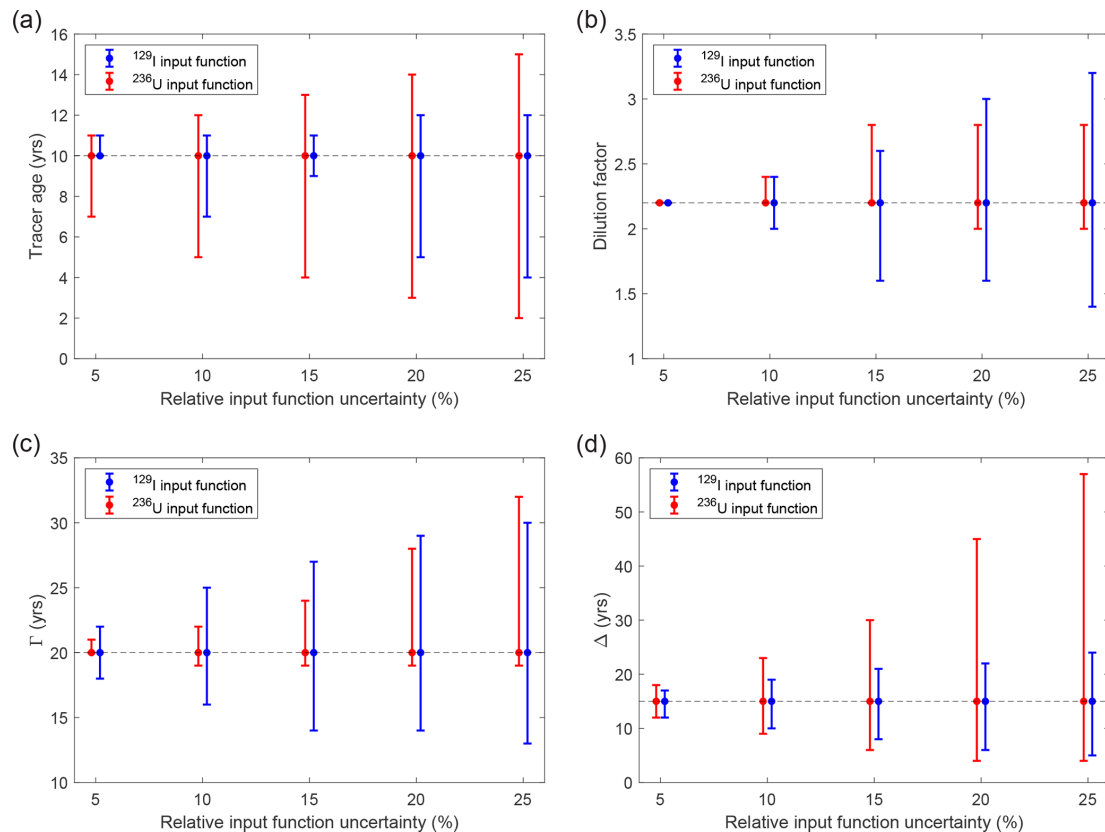 (a)
16
14
12
10
8
6
4
2
0
Tracer age (yrs)
¹²⁹I input function
²³⁶U input function
5 10 15 20 25
Relative input function uncertainty (%)
(b)
3.5
3
2.5
2
1.5
1
Dilution factor
¹²⁹I input function
²³⁶U input function
5 10 15 20 25
Relative input function uncertainty (%)
(c)
35
30
25
20
15
10
Γ (yrs)
¹²⁹I input function
²³⁶U input function
5 10 15 20 25
Relative input function uncertainty (%)
(d)
60
50
40
30
20
10
0
Δ (yrs)
¹²⁹I input function
²³⁶U input function
5 10 15 20 25
Relative input function uncertainty (%)